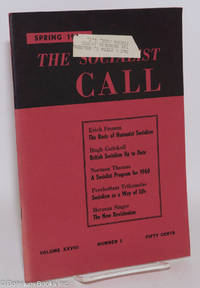 SPRING
THE SOCIALIST
CALL
Erich Fromm
The Roots of Humanist Socialism
Hugh Gaitskell
British Socialism Up to Date
Norman Thomas
A Socialist Program for 1960
Purshottam Trikamdas
Socialism as a Way of Life
Herman Singer
The New Revisionism
VOLUME XXVIII
NUMBER 1
FIFTY CENTS